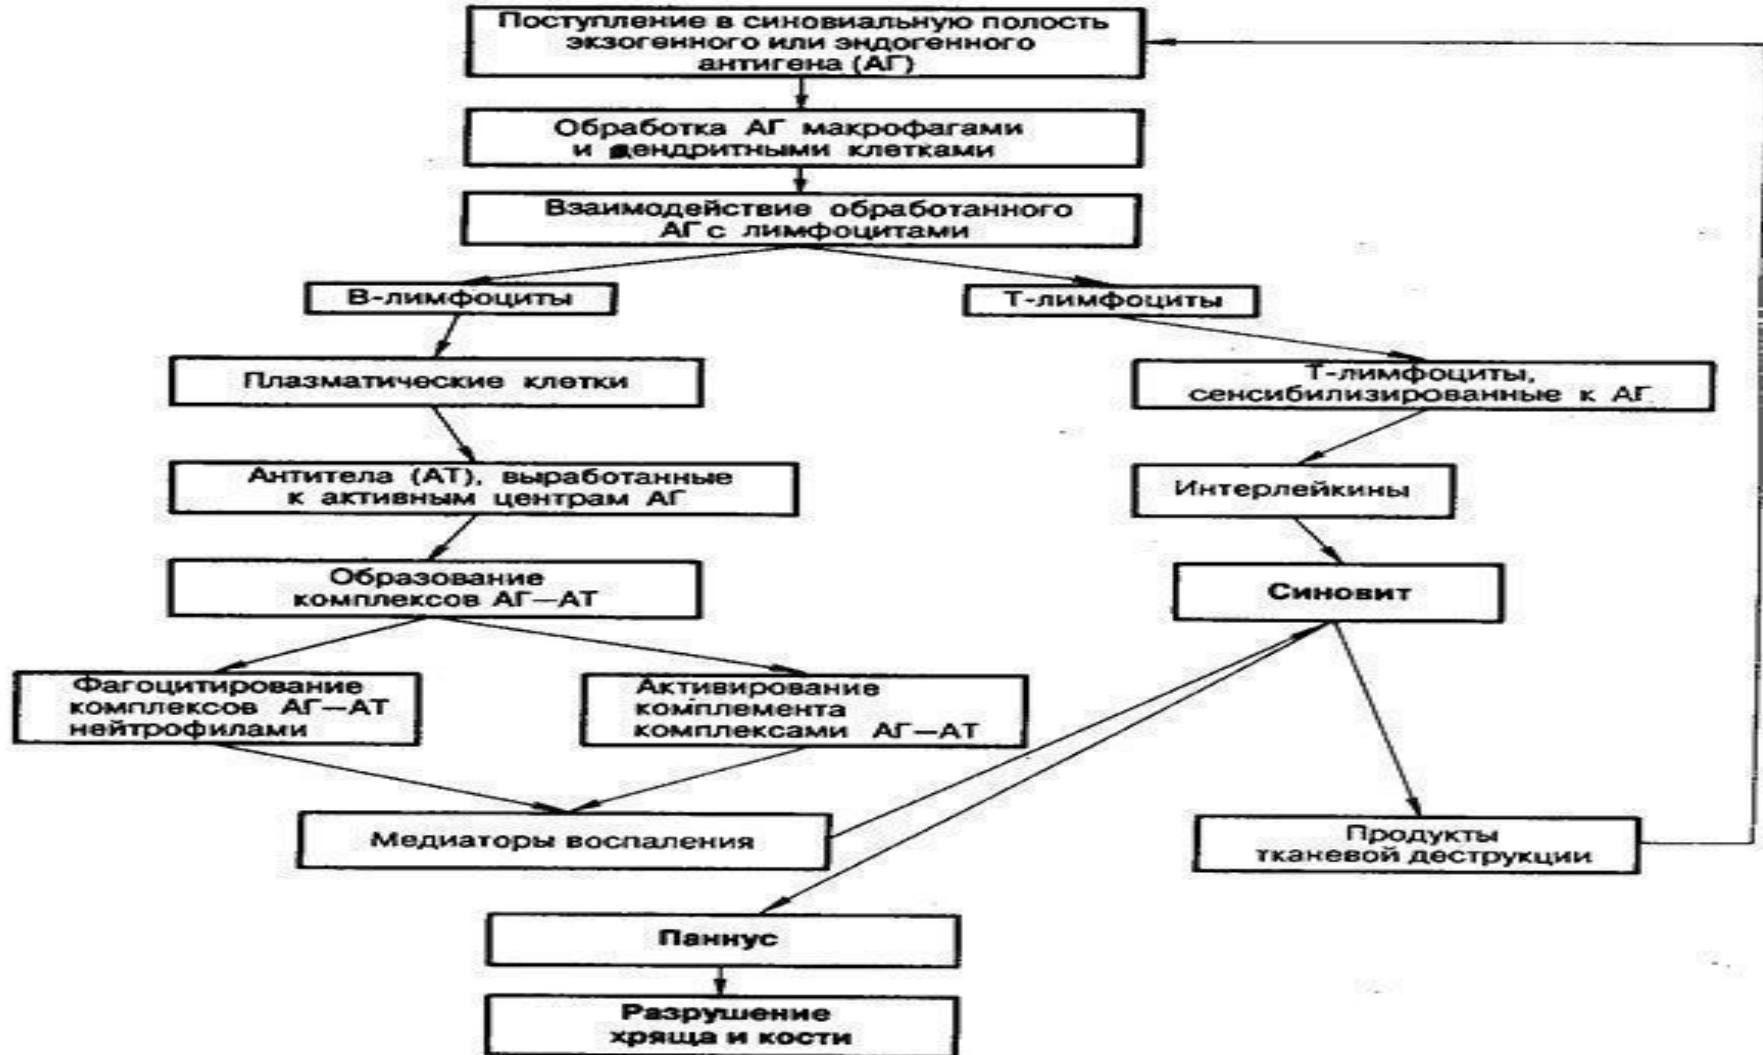 Поступление в синовиальную полость
экзогенного или эндогенного
антигена (АГ)
Обработка АГ макрофагами
и дендритными клетками
Взаимодействие обработанного
АГ с лимфоцитами
В-лимфоциты
Т-лимфоциты
Плазматические клетки
Т-лимфоциты,
сенсибилизированные к АГ
Антитела (АТ), выработанные
к активным центрам АГ
Интерлейкины
Образование
комплексов АГ—АТ
Синовит
Фагоцитирование
комплексов АГ—АТ
нейтрофилами
Активирование
комплемента
комплексами АГ—АТ
Медиаторы воспаления
Продукты
тканевой деструкции
Паннус
Разрушение
хряща и кости